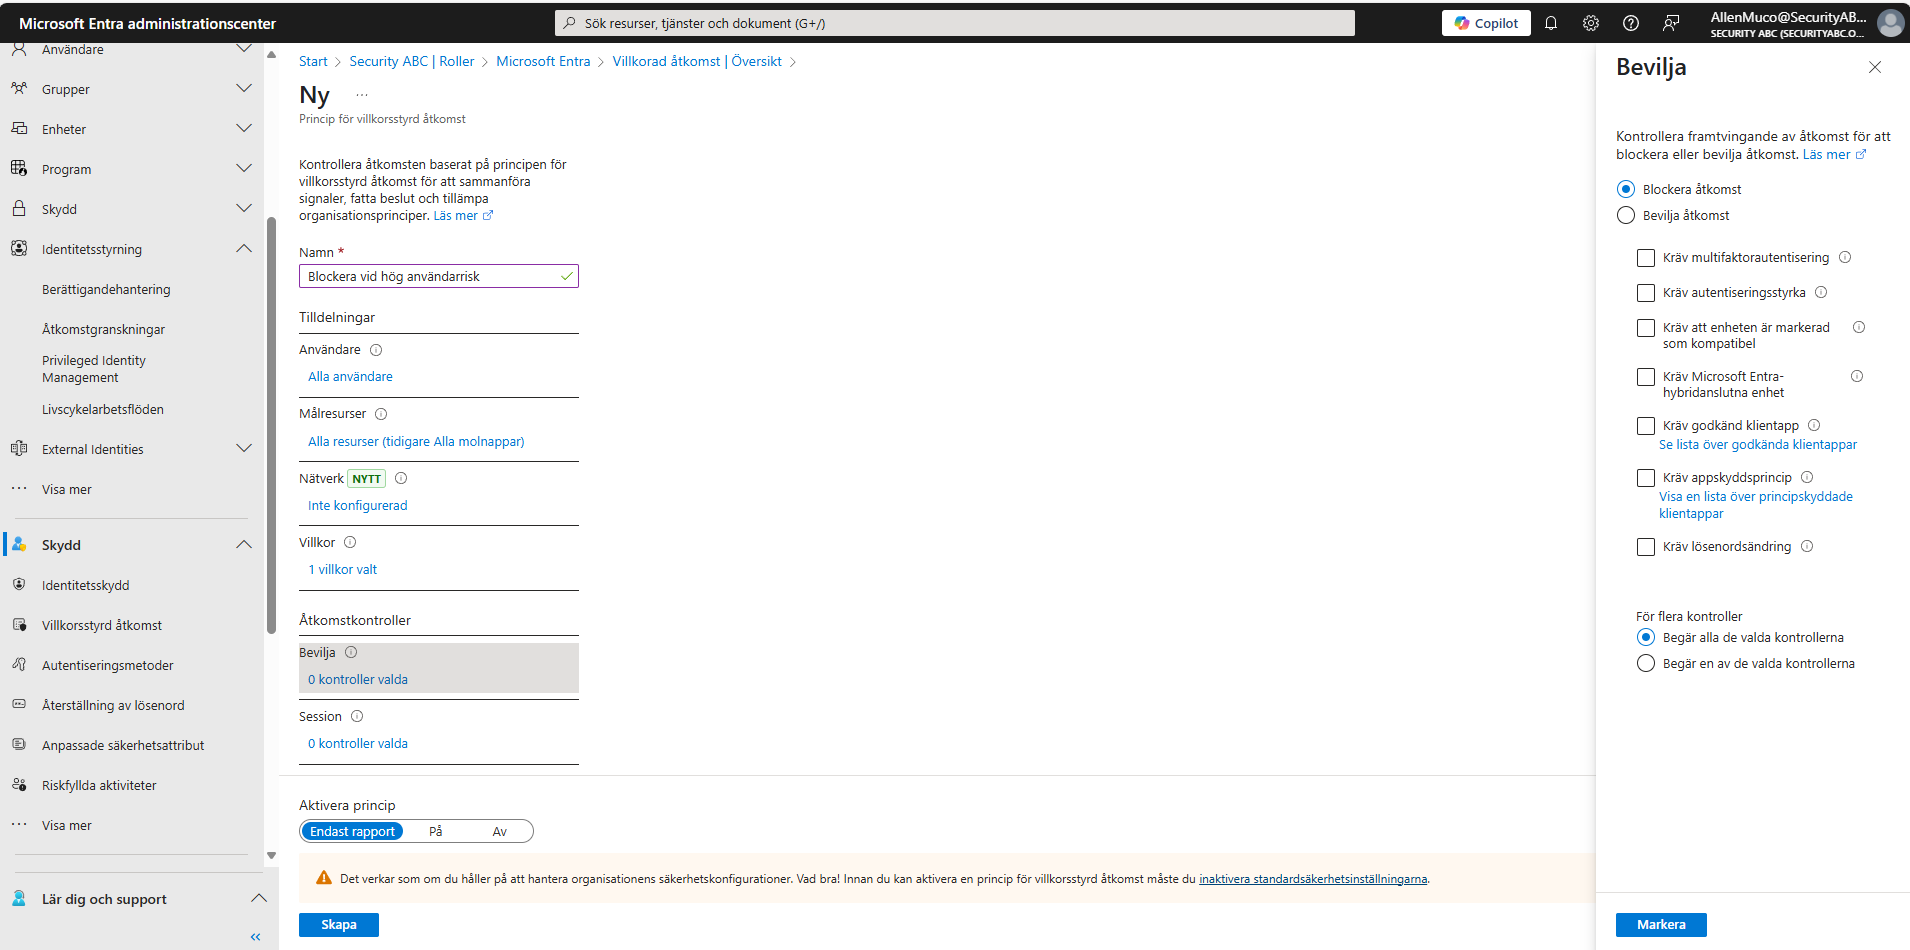 Microsoft Entra administrationscenter
Sök resurser, tjänster och dokument (G+/)
Copilot
AllenMuco@SecurityAB...
SECURITY ABC (SECURITYABC.O...
Användare
Grupper
Enheter
Program
Skydd
Identitetsstyrning
Berättigandehantering
Åtkomstgranskningar
Privileged Identity
Management
Livscykelarbetsflöden
External Identities
Visa mer
Skydd
Identitetsskydd
Villkorsstyrd åtkomst
Autentiseringsmetoder
Återställning av lösenord
Anpassade säkerhetsattribut
Riskfyllda aktiviteter
Visa mer
Lär dig och support
Start > Security ABC | Roller > Microsoft Entra > Villkorad åtkomst | Översikt >
Ny ...
Princip för villkorsstyrd åtkomst
Kontrollera åtkomsten baserat på principen för
villkorsstyrd åtkomst för att sammanföra
signaler, fatta beslut och tillämpa
organisationsprinciper. Läs mer
Namn *
Blockera vid hög användarrisk
Tilldelningar
Användare
Alla användare
Målresurser
Alla resurser (tidigare Alla molnappar)
Nätverk NYTT
Inte konfigurerad
Villkor
1 villkor valt
Åtkomstkontroller
Bevilja
0 kontroller valda
Session
0 kontroller valda
Aktivera princip
Endast rapport På Av
Det verkar som om du håller på att hantera organisationens säkerhetskonfigurationer. Vad bra! Innan du kan aktivera en princip för villkorsstyrd åtkomst måste du inaktivera standardsäkerhetsinställningarna.
Skapa
Bevilja
Kontrollera framtvingande av åtkomst för att
blockera eller bevilja åtkomst. Läs mer
Blockera åtkomst
Bevilja åtkomst
Kräv multifaktorautentisering
Kräv autentiseringsstyrka
Kräv att enheten är markerad
som kompatibel
Kräv Microsoft Entra-
hybridanslutna enhet
Kräv godkänd klientapp
Se lista över godkända klientappar
Kräv appskyddsprincip
Visa en lista över principskyddade
klientappar
Kräv lösenordsändring
För flera kontroller
Begär alla de valda kontrollerna
Begär en av de valda kontrollerna
Markera